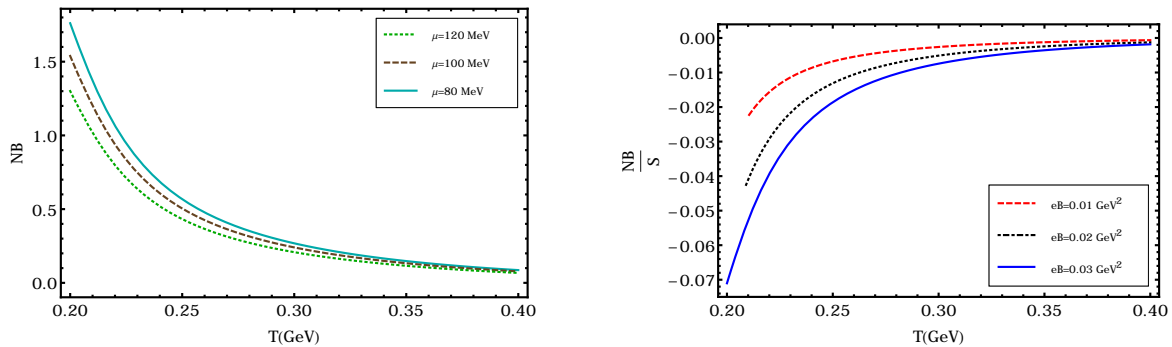 NB
1.5
1.0
0.5
0.0
μ=120 MeV
μ=100 MeV
μ=80 MeV
0.20 0.25 0.30 0.35 0.40
T(GeV)
NB
S
0.00
−0.01
−0.02
−0.03
−0.04
−0.05
−0.06
−0.07
eB=0.01 GeV²
eB=0.02 GeV²
eB=0.03 GeV²
0.20 0.25 0.30 0.35 0.40
T(GeV)